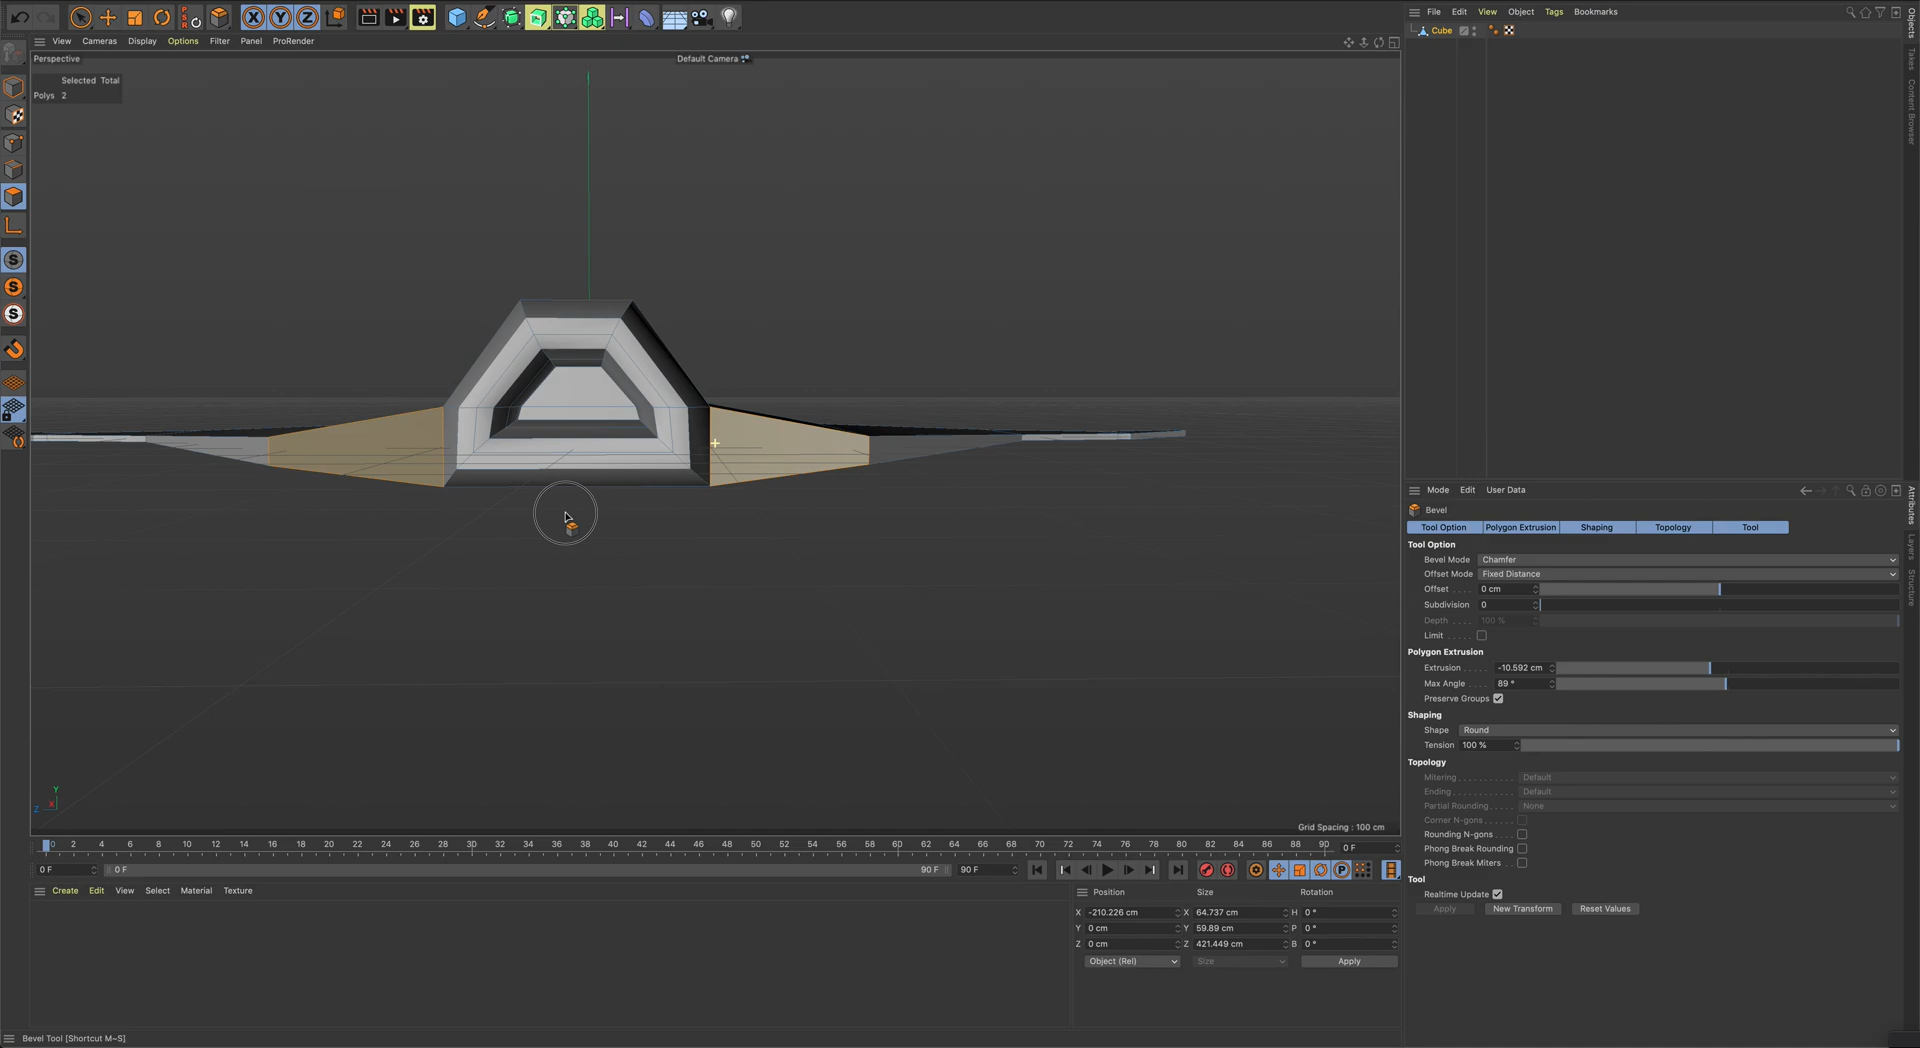 File Edit View Object Tags Bookmarks
Cube
View Cameras Display Options Filter Panel ProRender
Perspective
Default Camera
Selected Total
Polys 2
Grid Spacing : 100 cm
Y
Z X
0 2 4 6 8 10 12 14 16 18 20 22 24 26 28 30 32 34 36 38 40 42 44 46 48 50 52 54 56 58 60 62 64 66 68 70 72 74 76 78 80 82 84 86 88 90 0 F
0 F 0 F 90 F 90 F
Create Edit View Select Material Texture
Position Size Rotation
X -210.226 cm X 64.737 cm H 0 °
Y 0 cm Y 59.89 cm P 0 °
Z 0 cm Z 421.449 cm B 0 °
Object (Rel) Size Apply
Bevel Tool [Shortcut M~S]
Objects
Takes
Content Browser
Mode Edit User Data
Bevel
Tool Option Polygon Extrusion Shaping Topology Tool
Tool Option
Bevel Mode Chamfer
Offset Mode Fixed Distance
Offset . . . . 0 cm
Subdivision 0
Depth . . . . 100 %
Limit . . . . .
Polygon Extrusion
Extrusion . . . . . -10.592 cm
Max Angle . . . . 89 °
Preserve Groups
Shaping
Shape Round
Tension 100 %
Topology
Mitering . . . . . . . . . . . Default
Ending . . . . . . . . . . . . Default
Partial Rounding . . . . . None
Corner N-gons . . . . . .
Rounding N-gons . . . .
Phong Break Rounding
Phong Break Miters . .
Tool
Realtime Update
Apply New Transform Reset Values
Attributes
Layers
Structure
PSR
X Y Z
S
S
S
P